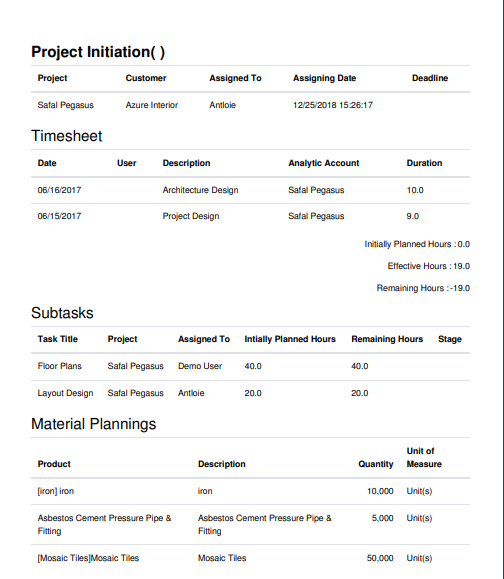 Project Initiation( )
Project Customer Assigned To Assigning Date Deadline
Safal Pegasus Azure Interior Antloie 12/25/2018 15:26:17
Timesheet
Date User Description Analytic Account Duration
06/16/2017 Architecture Design Safal Pegasus 10.0
06/15/2017 Project Design Safal Pegasus 9.0
Initially Planned Hours : 0.0
Effective Hours : 19.0
Remaining Hours : -19.0
Subtasks
Task Title Project Assigned To Intially Planned Hours Remaining Hours Stage
Floor Plans Safal Pegasus Demo User 40.0 40.0
Layout Design Safal Pegasus Antloie 20.0 20.0
Material Plannings
Product Description Quantity Unit of
Measure
[iron] iron iron 10,000 Unit(s)
Asbestos Cement Pressure Pipe & Asbestos Cement Pressure Pipe & 5,000 Unit(s)
Fitting Fitting
[Mosaic Tiles]Mosaic Tiles Mosaic Tiles 50,000 Unit(s)